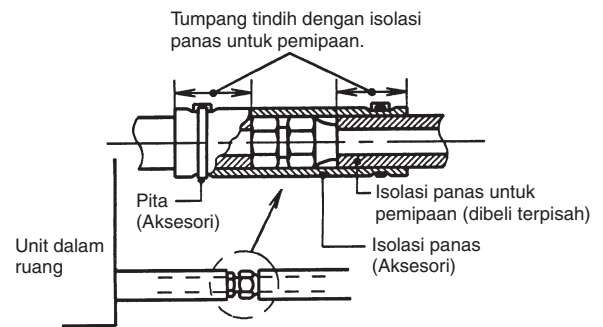 Tumpang tindih dengan isolasi
panas untuk pemipaan.
Pita
(Aksesori)
Isolasi panas untuk
pemipaan (dibeli terpisah)
Isolasi panas
(Aksesori)
Unit dalam
ruang